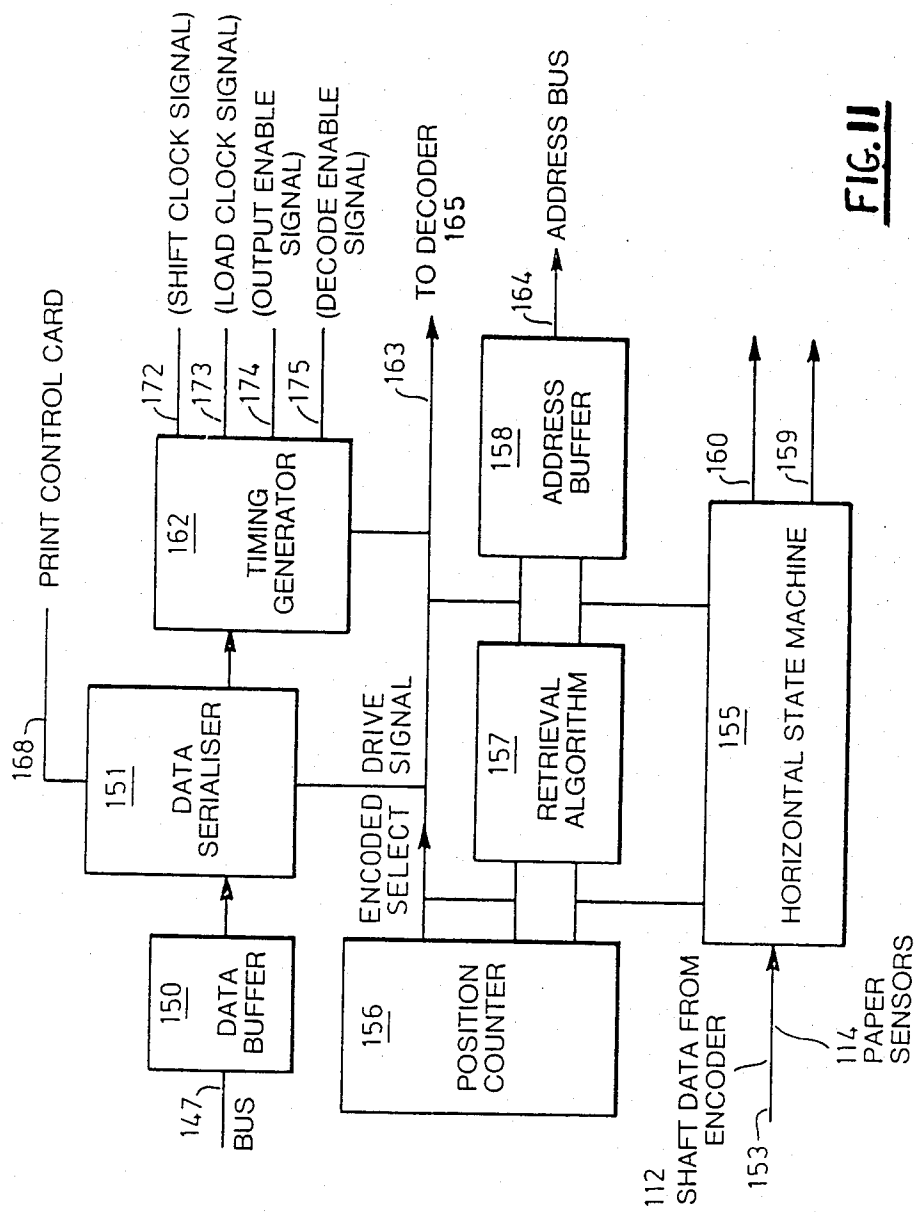 168
PRINT CONTROL CARD
172
(SHIFT CLOCK SIGNAL)
173
(LOAD CLOCK SIGNAL)
174
(OUTPUT ENABLE
SIGNAL)
175
(DECODE ENABLE
SIGNAL)
147
BUS
150
DATA
BUFFER
151
DATA
SERIALISER
162
TIMING
GENERATOR
ENCODED DRIVE
SELECT SIGNAL
163
TO DECODER
165
156
POSITION
COUNTER
157
RETRIEVAL
ALGORITHM
158
ADDRESS
BUFFER
164
ADDRESS BUS
112
SHAFT DATA FROM
ENCODER
153
114
PAPER
SENSORS
155
HORIZONTAL STATE MACHINE
160
159
FIG. 11